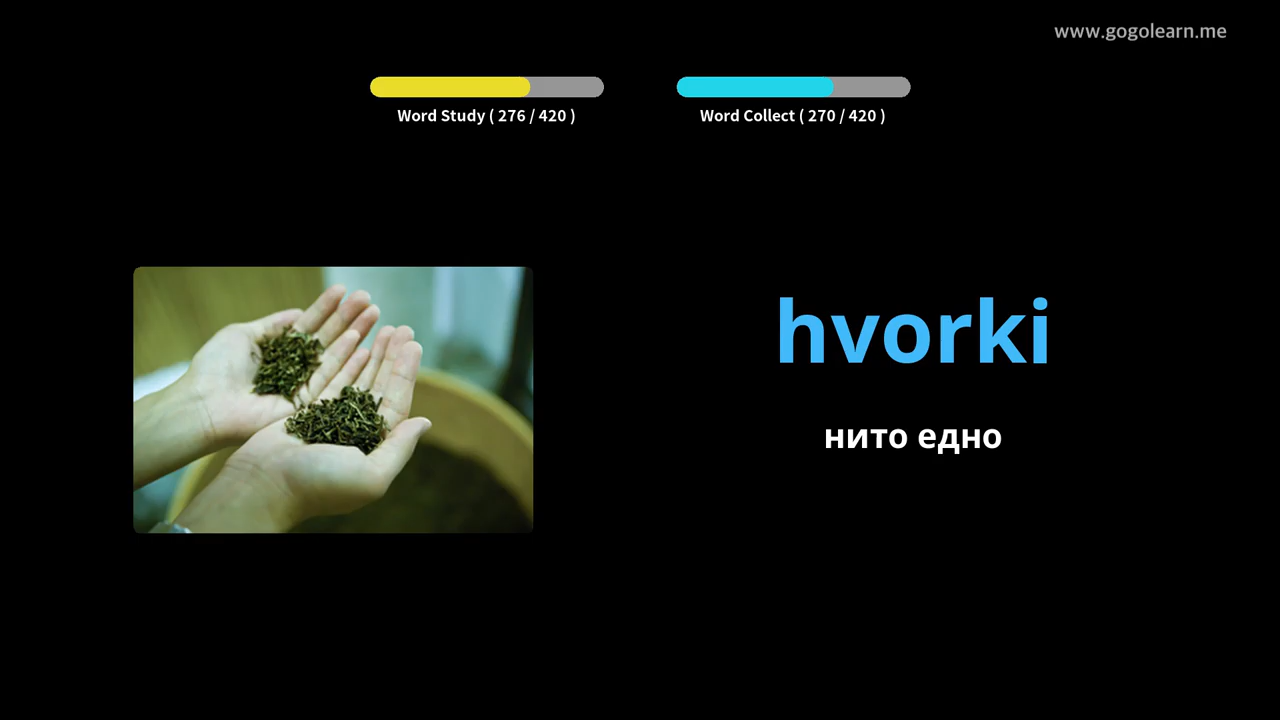 www.gogolearn.me
Word Study ( 276 / 420 )
Word Collect ( 270 / 420 )
hvorki
нито едно